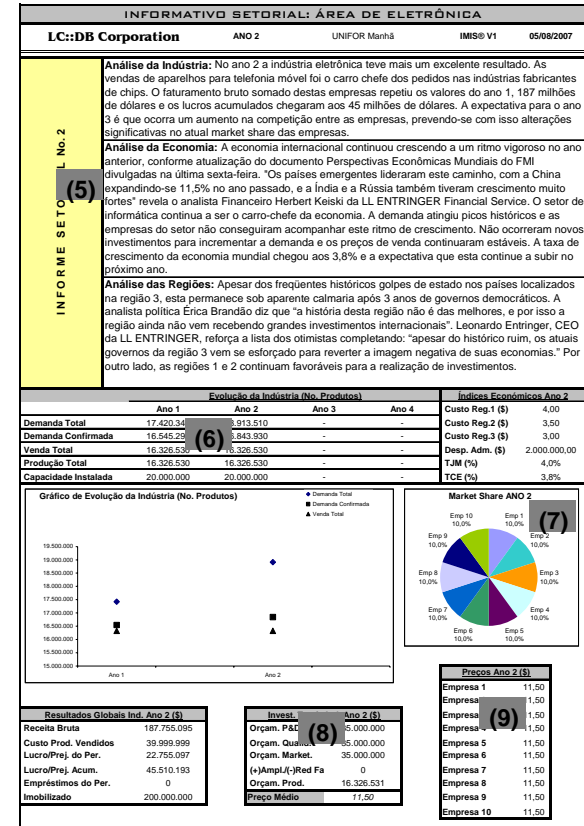 INFORMATIVO SETORIAL: ÁREA DE ELETRÔNICA
LC::DB Corporation ANO 2 UNIFOR Manhã IMIS® V1 05/08/2007
INFORME SETO L No. 2
(5)
Análise da Indústria: No ano 2 a indústria eletrônica teve mais um excelente resultado. As
vendas de aparelhos para telefonia móvel foi o carro chefe dos pedidos nas indústrias fabricantes
de chips. O faturamento bruto somado destas empresas repetiu os valores do ano 1, 187 milhões
de dólares e os lucros acumulados chegaram aos 45 milhões de dólares. A expectativa para o ano
3 é que ocorra um aumento na competição entre as empresas, prevendo-se com isso alterações
significativas no atual market share das empresas.
Análise da Economia: A economia internacional continuou crescendo a um ritmo vigoroso no ano
anterior, conforme atualização do documento Perspectivas Econômicas Mundiais do FMI
divulgadas na última sexta-feira. "Os países emergentes lideraram este caminho, com a China
expandindo-se 11,5% no ano passado, e a Índia e a Rússia também tiveram crescimento muito
fortes" revela o analista Financeiro Herbert Keiski da LL ENTRINGER Financial Service. O setor de
informática continua a ser o carro-chefe da economia. A demanda atingiu picos históricos e as
empresas do setor não conseguiram acompanhar este ritmo de crescimento. Não ocorreram novos
investimentos para incrementar a demanda e os preços de venda continuaram estáveis. A taxa de
crescimento da economia mundial chegou aos 3,8% e a expectativa que esta continue a subir no
próximo ano.
Análise das Regiões: Apesar dos freqüentes históricos golpes de estado nos países localizados
na região 3, esta permanece sob aparente calmaria após 3 anos de governos democráticos. A
analista política Érica Brandão diz que “a história desta região não é das melhores, e por isso a
região ainda não vem recebendo grandes investimentos internacionais”. Leonardo Entringer, CEO
da LL ENTRINGER, reforça a lista dos otimistas completando: “apesar do histórico ruim, os atuais
governos da região 3 vem se esforçado para reverter a imagem negativa de suas economias.” Por
outro lado, as regiões 1 e 2 continuam favoráveis para a realização de investimentos.
Evolução da Indústria (No. Produtos)
Ano 1 Ano 2 Ano 3 Ano 4
Demanda Total 17.420.34 3.913.510 - -
Demanda Confirmada 16.545.29 6.843.930 - -
Venda Total 16.326.530 16.326.530 - -
Produção Total 16.326.530 16.326.530 - -
Capacidade Instalada 20.000.000 20.000.000 - -
(6)
Índices Econômicos Ano 2
Custo Reg.1 ($) 4,00
Custo Reg.2 ($) 3,50
Custo Reg.3 ($) 3,00
Desp. Adm. ($) 2.000.000,00
TJM (%) 4,0%
TCE (%) 3,8%
Gráfico de Evolução da Indústria (No. Produtos)
Demanda Total
Demanda Confirmada
Venda Total
19.500.000
19.000.000
18.500.000
18.000.000
17.500.000
17.000.000
16.500.000
16.000.000
15.500.000
15.000.000
Ano 1 Ano 2
Market Share ANO 2
(7)
Emp 1
10,0%
Emp 2
10,0%
Emp 3
10,0%
Emp 4
10,0%
Emp 5
10,0%
Emp 6
10,0%
Emp 7
10,0%
Emp 8
10,0%
Emp 9
10,0%
Emp 10
10,0%
Resultados Globais Ind. Ano 2 ($)
Receita Bruta 187.755.095
Custo Prod. Vendidos 39.999.999
Lucro/Prej. do Per. 22.755.097
Lucro/Prej. Acum. 45.510.193
Empréstimos do Per. 0
Imobilizado 200.000.000
Invest. Ano 2 ($)
Orçam. P&D 35.000.000
Orçam. Qualid. 35.000.000
Orçam. Market. 35.000.000
(+)Ampl./(-)Red Fa 0
Orçam. Prod. 16.326.531
Preço Médio 11,50
(8)
Preços Ano 2 ($)
Empresa 1 11,50
Empresa 11,50
Empresa 11,50
Empresa 4 11,50
Empresa 5 11,50
Empresa 6 11,50
Empresa 7 11,50
Empresa 8 11,50
Empresa 9 11,50
Empresa 10 11,50
(9)